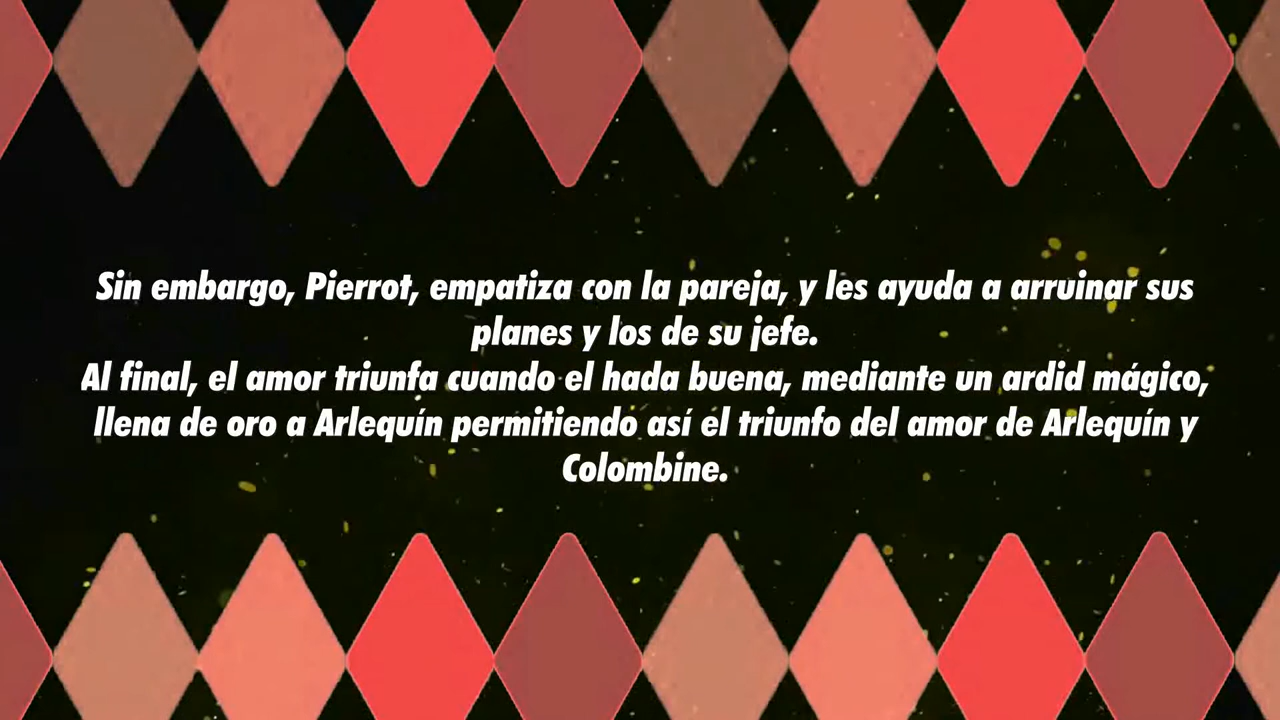 Sin embargo, Pierrot, empatiza con la pareja, y les ayuda a arruinar sus
planes y los de su jefe.
Al final, el amor triunfa cuando el hada buena, mediante un ardid mágico,
llena de oro a Arlequín permitiendo así el triunfo del amor de Arlequín y
Colombine.